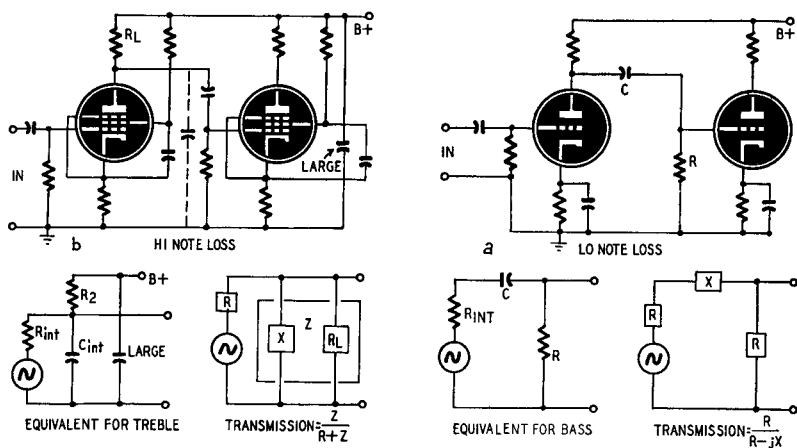 R_L
B+
IN
LARGE
b
HI NOTE LOSS
B+
C
IN
R
a
LO NOTE LOSS
B+
R_2
R_int
C_int
LARGE
EQUIVALENT FOR TREBLE
R
Z
X
R_L
TRANSMISSION=Z/R+Z
C
R_INT
R
EQUIVALENT FOR BASS
X
R
R
TRANSMISSION=R/R-jX